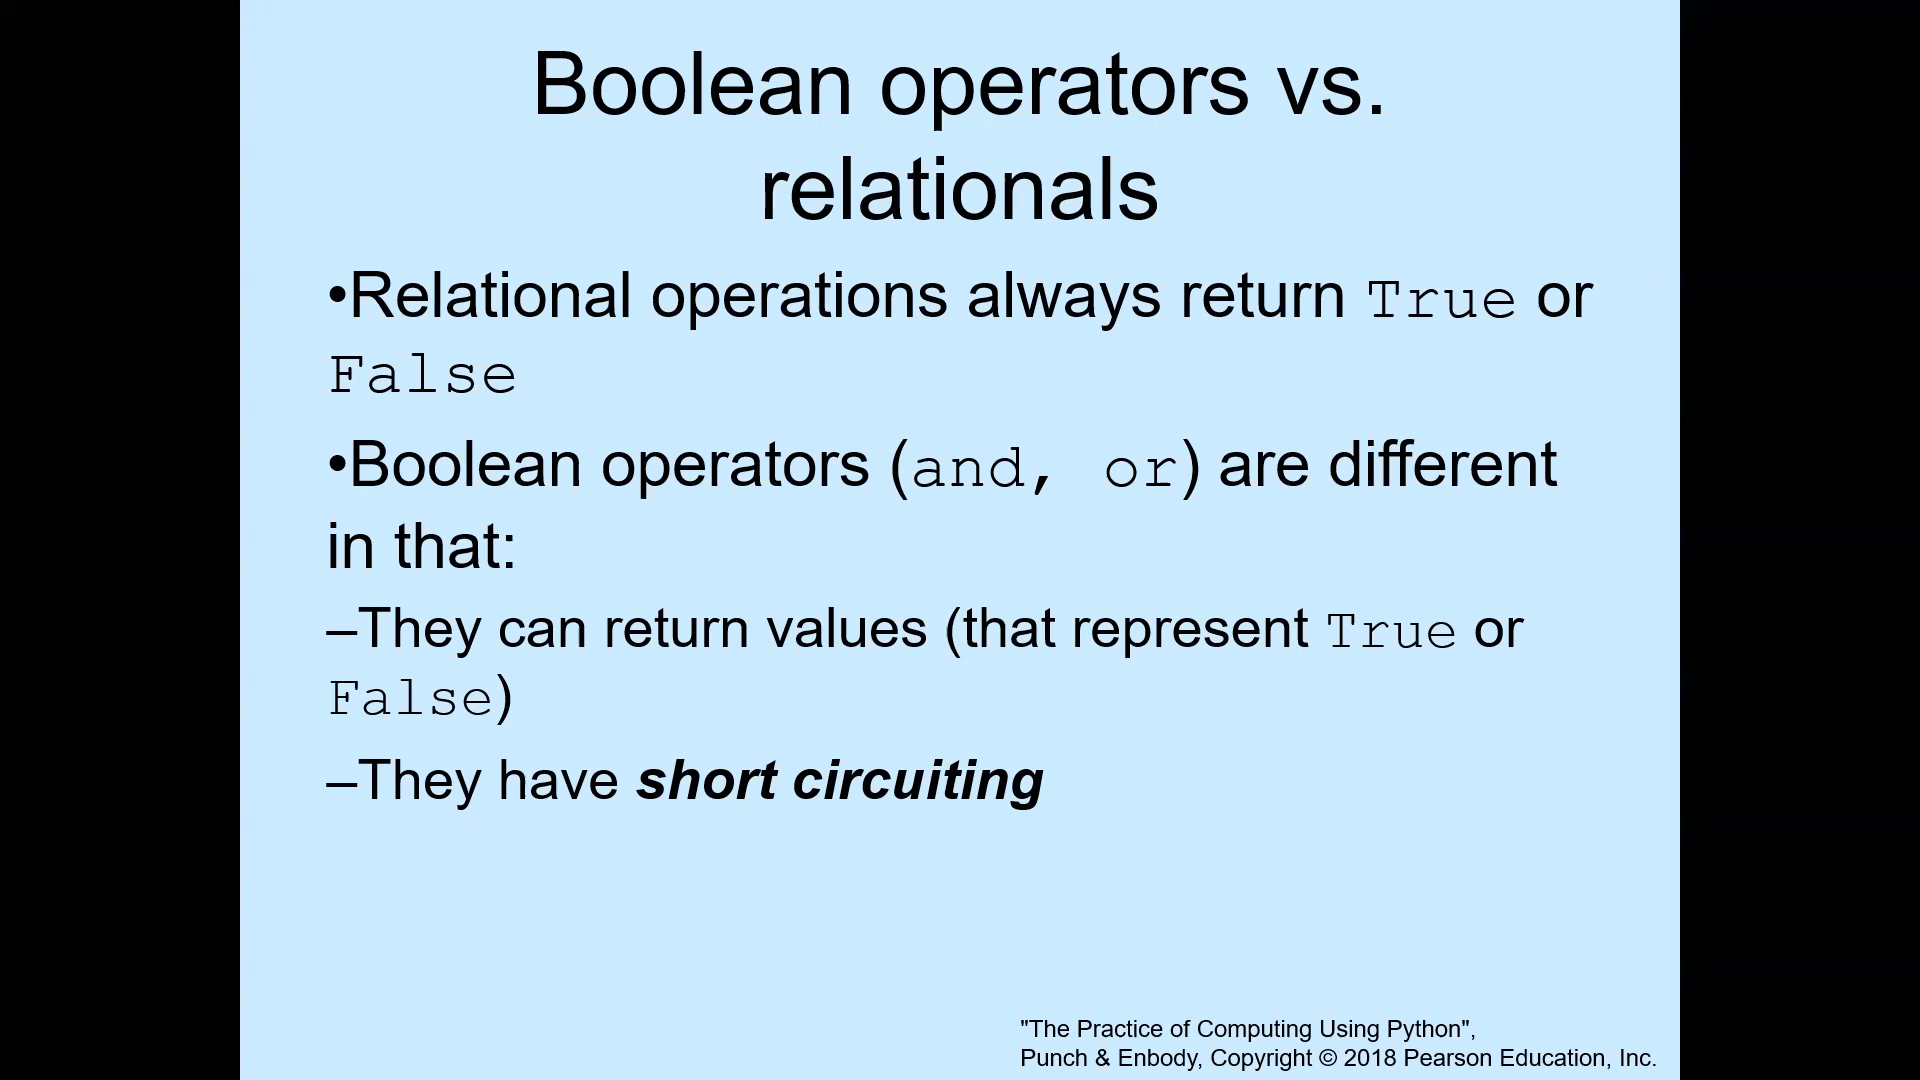 Boolean operators vs.
relationals
•Relational operations always return True or
False
•Boolean operators (and, or) are different
in that:
–They can return values (that represent True or
False)
–They have short circuiting
"The Practice of Computing Using Python",
Punch & Enbody, Copyright © 2018 Pearson Education, Inc.